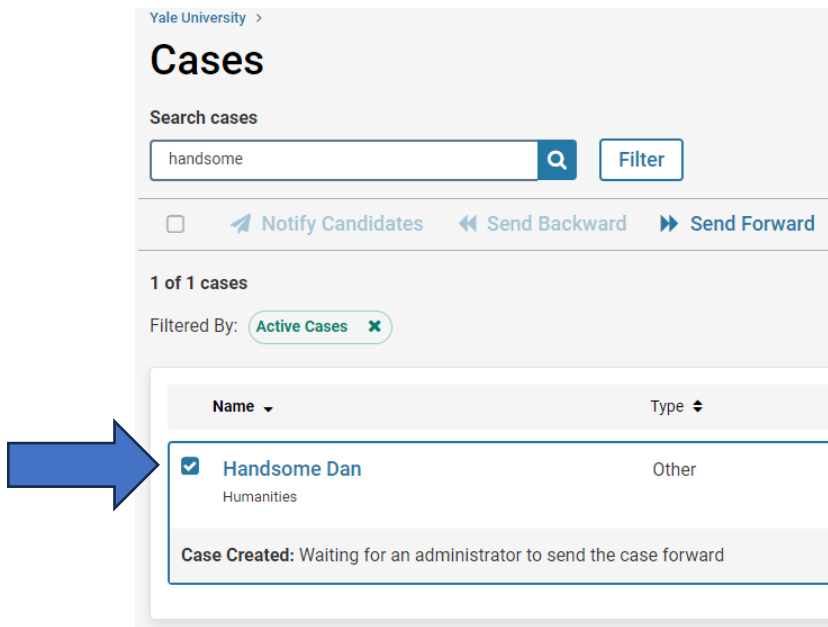 Yale University >
Cases
Search cases
handsome
Filter
Notify Candidates Send Backward Send Forward
1 of 1 cases
Filtered By: Active Cases
Name Type
Handsome Dan Other
Humanities
Case Created: Waiting for an administrator to send the case forward